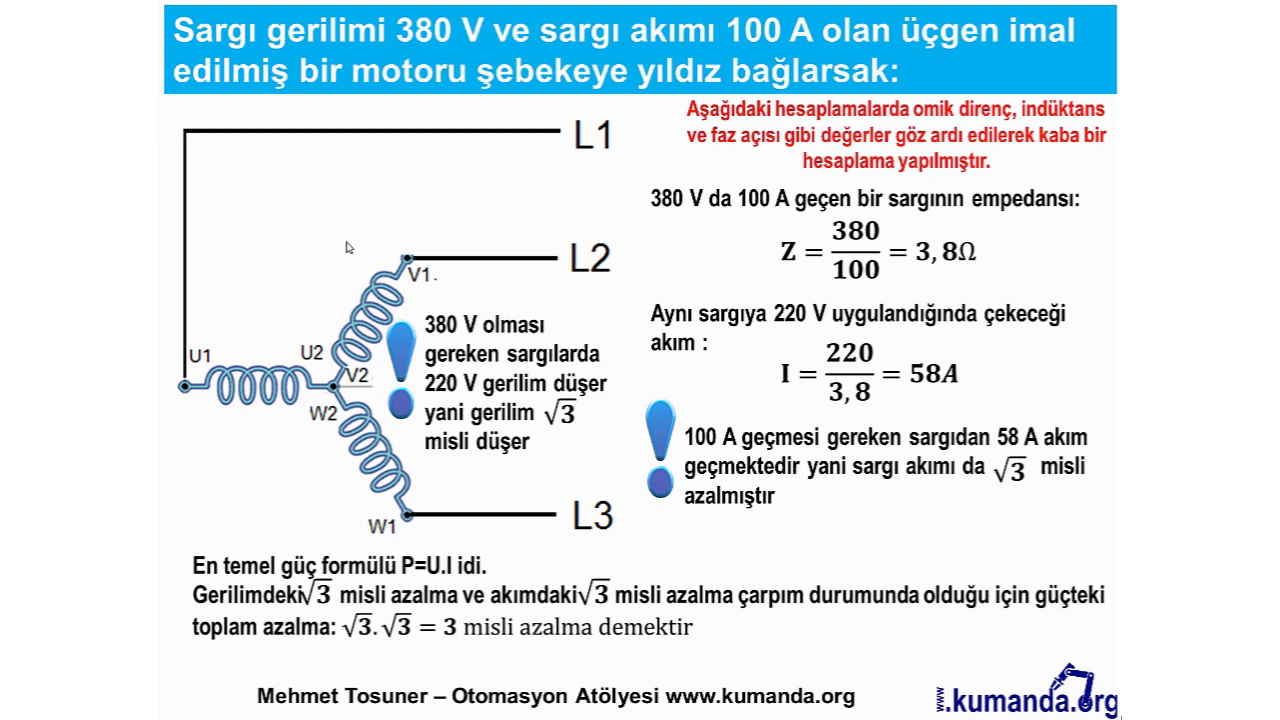 Sargı gerilimi 380 V ve sargı akımı 100 A olan üçgen imal
edilmiş bir motoru şebekeye yıldız bağlarsak:
Aşağıdaki hesaplamalarda omik direnç, indüktans
ve faz açısı gibi değerler göz ardı edilerek kaba bir
hesaplama yapılmıştır.
L1
380 V da 100 A geçen bir sargının empedansı:
Z = 380/100 = 3,8Ω
L2
V1.
Aynı sargıya 220 V uygulandığında çekeceği
akım :
I = 220/3,8 = 58A
380 V olması
gereken sargılarda
220 V gerilim düşer
yani gerilim √3
misli düşer
U1
U2
V2
W2
100 A geçmesi gereken sargıdan 58 A akım
geçmektedir yani sargı akımı da √3 misli
azalmıştır
W1
L3
En temel güç formülü P=U.I idi.
Gerilimdeki√3 misli azalma ve akımdaki√3 misli azalma çarpım durumunda olduğu için güçteki
toplam azalma: √3.√3 = 3 misli azalma demektir
Mehmet Tosuner – Otomasyon Atölyesi www.kumanda.org
www.kumanda.org